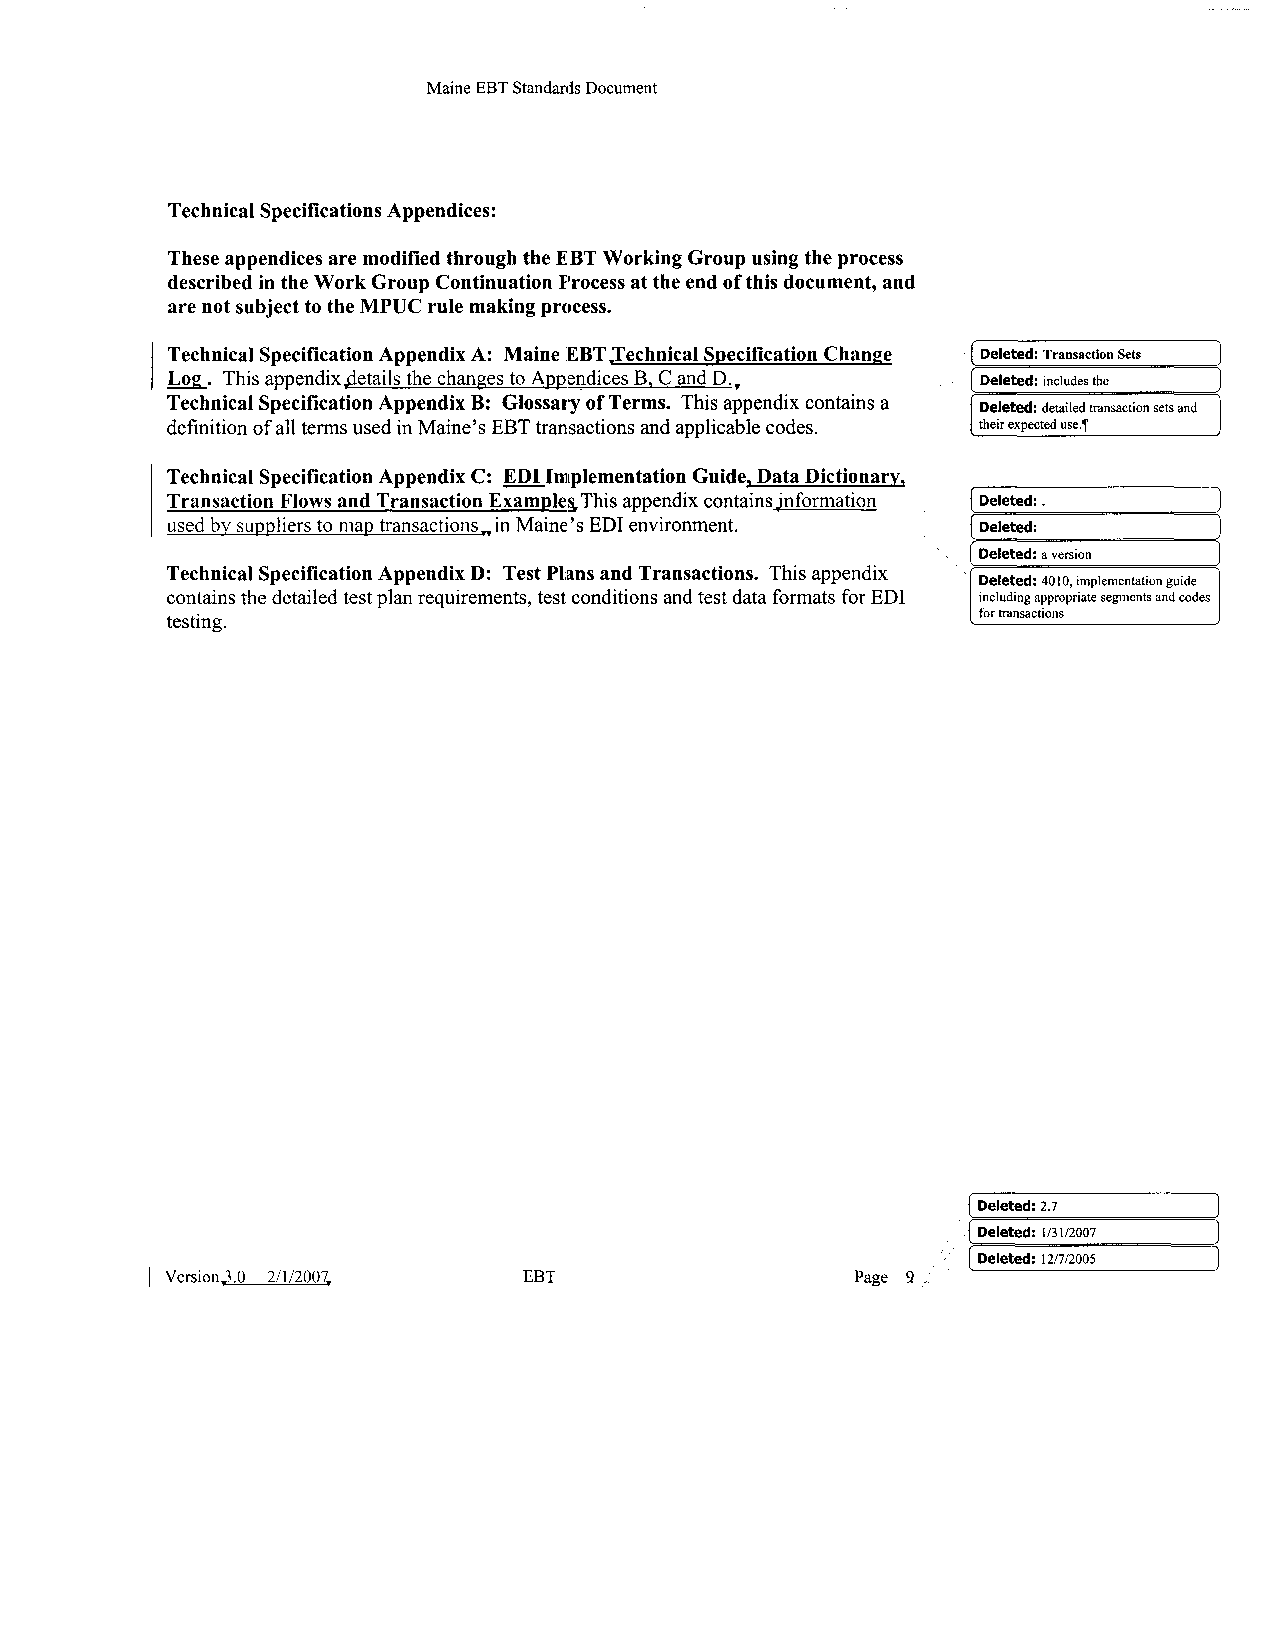 Maine EBT Standards Document
Technical Specifications Appendices:
These appendices are modified through the EBT Working Group using the process
described in the Work Group Continuation Process at the end of this document, and
are not subject to the MPUC rule making process.
Technical Specification Appendix A: Maine EBT Technical Specification Change
Log . This appendix details the changes to Appendices B, C and D.
Technical Specification Appendix B: Glossary of Terms. This appendix contains a
definition of all terms used in Maine's EBT transactions and applicable codes.
Technical Specification Appendix C: EDI Implementation Guide, Data Dictionary,
Transaction Flows and Transaction Examples This appendix contains information
used by suppliers to map transactions in Maine's EDI environment.
Technical Specification Appendix D: Test Plans and Transactions. This appendix
contains the detailed test plan requirements, test conditions and test data formats for EDI
testing.
Deleted: Transaction Sets
Deleted: includes the
Deleted: detailed transaction sets and
their expected use.¶
Deleted: .
Deleted:
Deleted: a version
Deleted: 4010, implementation guide
including appropriate segments and codes
for transactions
Deleted: 2.7
Deleted: 1/31/2007
Deleted: 12/7/2005
Version 3.0 2/1/2007 EBT Page 9